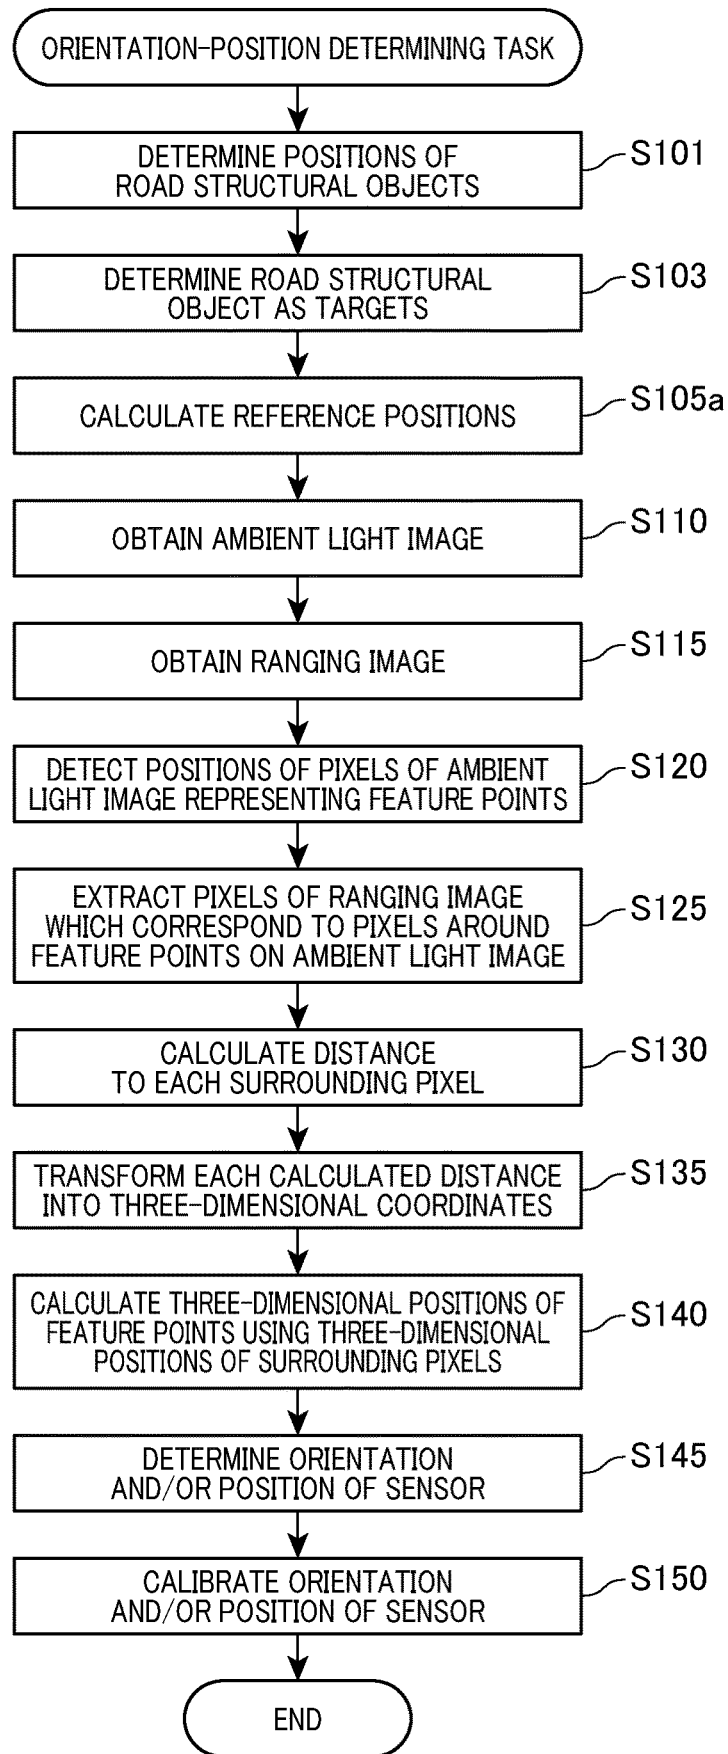 ORIENTATION-POSITION DETERMINING TASK
DETERMINE POSITIONS OF
ROAD STRUCTURAL OBJECTS
S101
DETERMINE ROAD STRUCTURAL
OBJECT AS TARGETS
S103
CALCULATE REFERENCE POSITIONS
S105a
OBTAIN AMBIENT LIGHT IMAGE
S110
OBTAIN RANGING IMAGE
S115
DETECT POSITIONS OF PIXELS OF AMBIENT
LIGHT IMAGE REPRESENTING FEATURE POINTS
S120
EXTRACT PIXELS OF RANGING IMAGE
WHICH CORRESPOND TO PIXELS AROUND
FEATURE POINTS ON AMBIENT LIGHT IMAGE
S125
CALCULATE DISTANCE
TO EACH SURROUNDING PIXEL
S130
TRANSFORM EACH CALCULATED DISTANCE
INTO THREE-DIMENSIONAL COORDINATES
S135
CALCULATE THREE-DIMENSIONAL POSITIONS OF
FEATURE POINTS USING THREE-DIMENSIONAL
POSITIONS OF SURROUNDING PIXELS
S140
DETERMINE ORIENTATION
AND/OR POSITION OF SENSOR
S145
CALIBRATE ORIENTATION
AND/OR POSITION OF SENSOR
S150
END